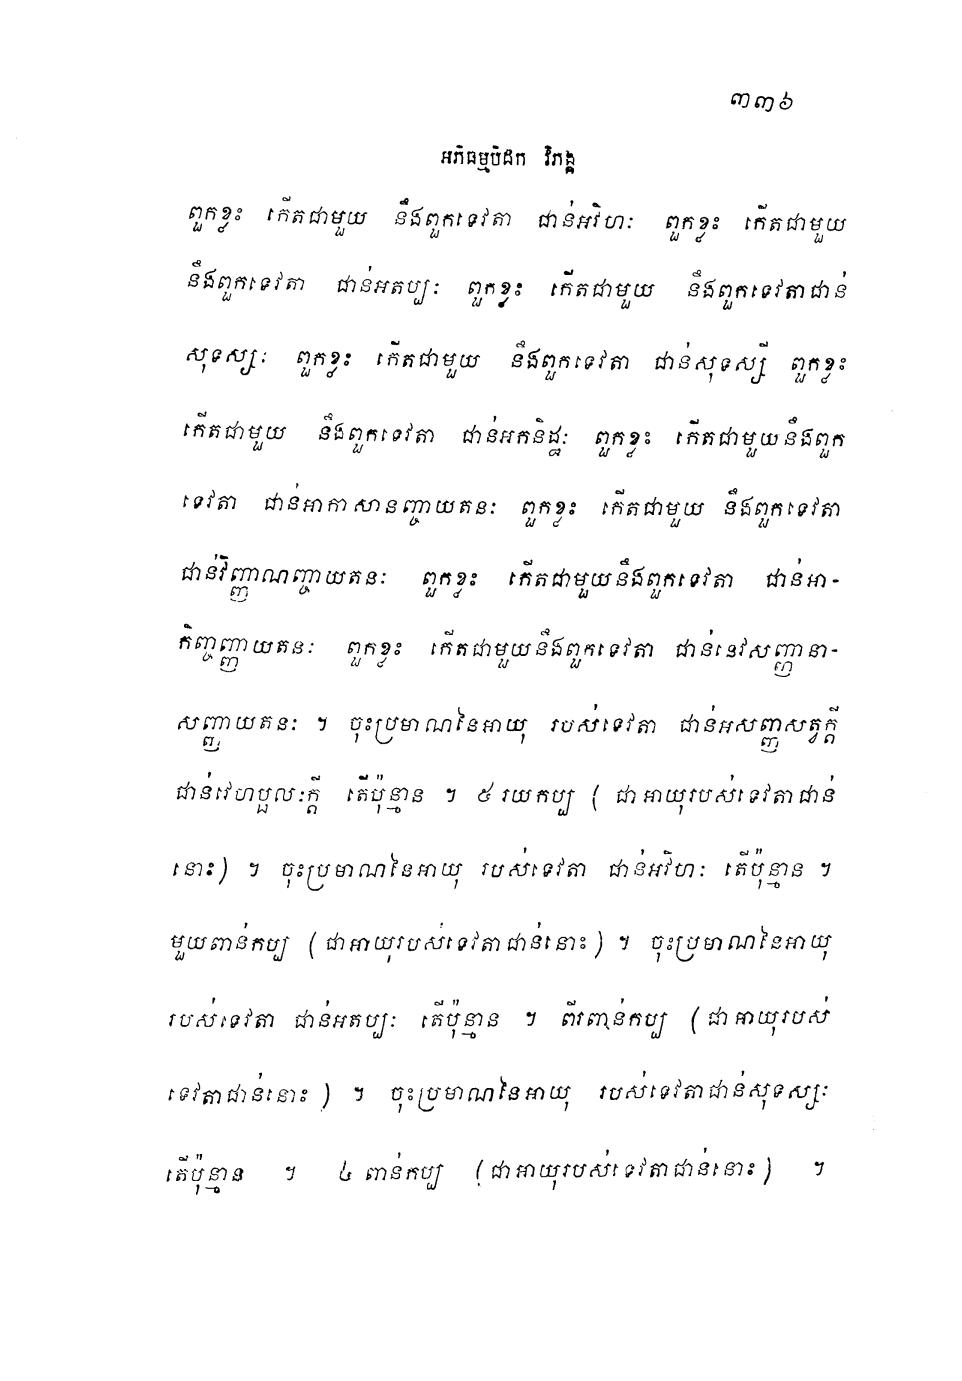 ៣៣៦
អភិធម្មបិដក វិភង្គ
ពួកខ្លះ កើតជាមួយ នឹងពួកទេវតា ជាន់អវិហៈ ពួកខ្លះ កើតជាមួយ
នឹងពួកទេវតា ជាន់អតប្បៈ ពួកខ្លះ កើតជាមួយ នឹងពួកទេវតាជាន់
សុទស្សៈ ពួកខ្លះ កើតជាមួយ នឹងពួកទេវតា ជាន់សុទស្សី ពួកខ្លះ
កើតជាមួយ នឹងពួកទេវតា ជាន់អកនិដ្ឋៈ ពួកខ្លះ កើតជាមួយនឹងពួក
ទេវតា ជាន់អាកាសានញ្ចាយតនៈ ពួកខ្លះ កើតជាមួយ នឹងពួកទេវតា
ជាន់វិញ្ញាណញ្ចាយតនៈ ពួកខ្លះ កើតជាមួយនឹងពួកទេវតា ជាន់អា-
កិញ្ចញ្ញាយតនៈ ពួកខ្លះ កើតជាមួយនឹងពួកទេវតា ជាន់នេវសញ្ញានា-
សញ្ញាយតនៈ ។ ចុះប្រមាណនៃអាយុ របស់ទេវតា ជាន់អសញ្ញសត្វក្តី
ជាន់វេហប្ផលៈក្តី តើប៉ុន្មាន ។ ៥ រយកប្ប (ជាអាយុរបស់ទេវតាជាន់
នោះ) ។ ចុះប្រមាណនៃអាយុ របស់ទេវតា ជាន់អវិហៈ តើប៉ុន្មាន ។
មួយពាន់កប្ប (ជាអាយុរបស់ទេវតាជាន់នោះ) ។ ចុះប្រមាណនៃអាយុ
របស់ទេវតា ជាន់អតប្បៈ តើប៉ុន្មាន ។ ពីរពាន់កប្ប (ជាអាយុរបស់
ទេវតាជាន់នោះ) ។ ចុះប្រមាណនៃអាយុ របស់ទេវតាជាន់សុទស្សៈ
តើប៉ុន្មាន ។ ៤ ពាន់កប្ប (ជាអាយុរបស់ទេវតាជាន់នោះ) ។